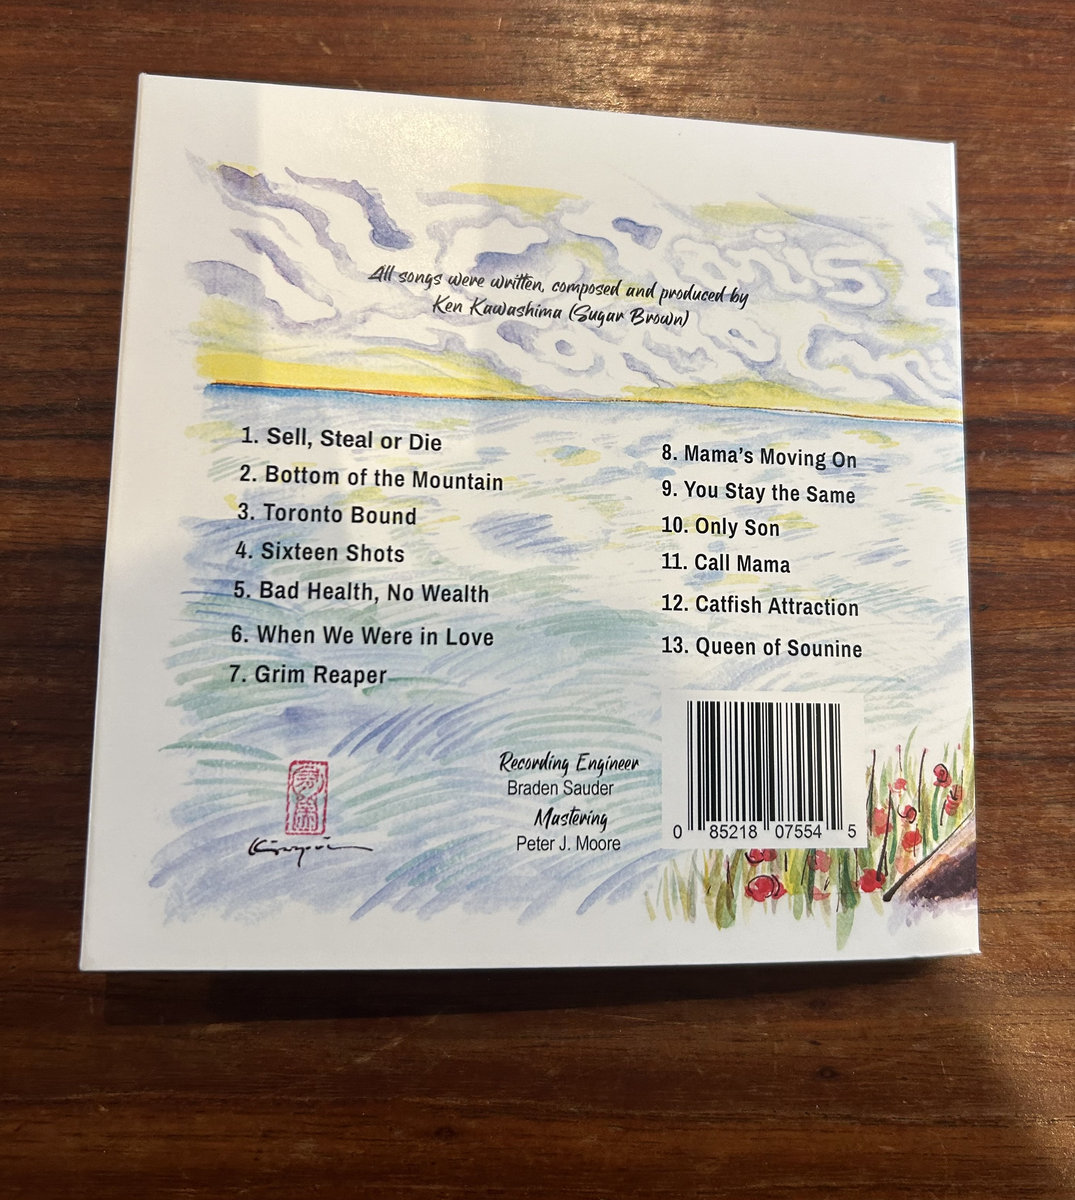 All songs were written, composed and produced by
Ken Kawashima (Sugar Brown)
1. Sell, Steal or Die
2. Bottom of the Mountain
3. Toronto Bound
4. Sixteen Shots
5. Bad Health, No Wealth
6. When We Were in Love
7. Grim Reaper
8. Mama's Moving On
9. You Stay the Same
10. Only Son
11. Call Mama
12. Catfish Attraction
13. Queen of Sounine
Recording Engineer
Braden Sauder
Mastering
Peter J. Moore
0 85218 07554 5